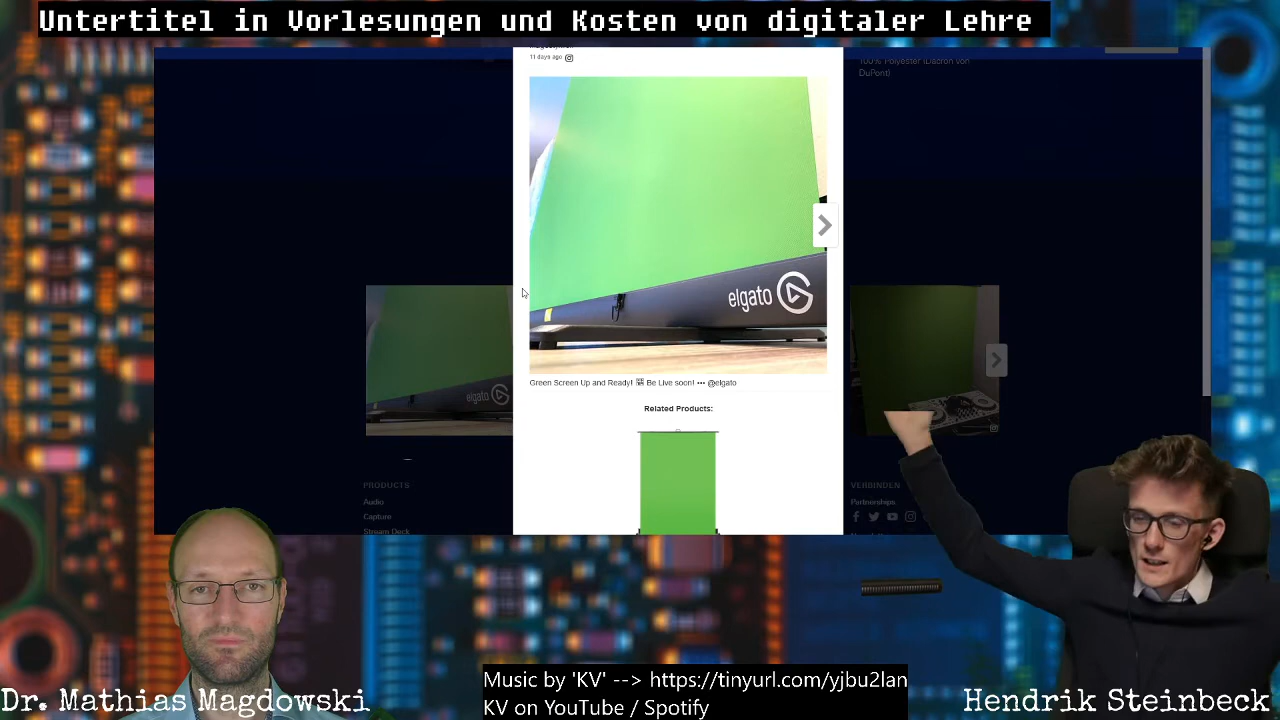 Untertitel in Vorlesungen und Kosten von digitaler Lehre
11 days ago
100% Polyester (Dacron von
DuPont)
elgato
elgato
Green Screen Up and Ready! Be Live soon! ••• @elgato
Related Products:
PRODUCTS
Audio
Capture
Stream Deck
VERBINDEN
Partnerships
Dr. Mathias Magdowski
Music by 'KV' --> https://tinyurl.com/yjbu2lan
KV on YouTube / Spotify
Hendrik Steinbeck